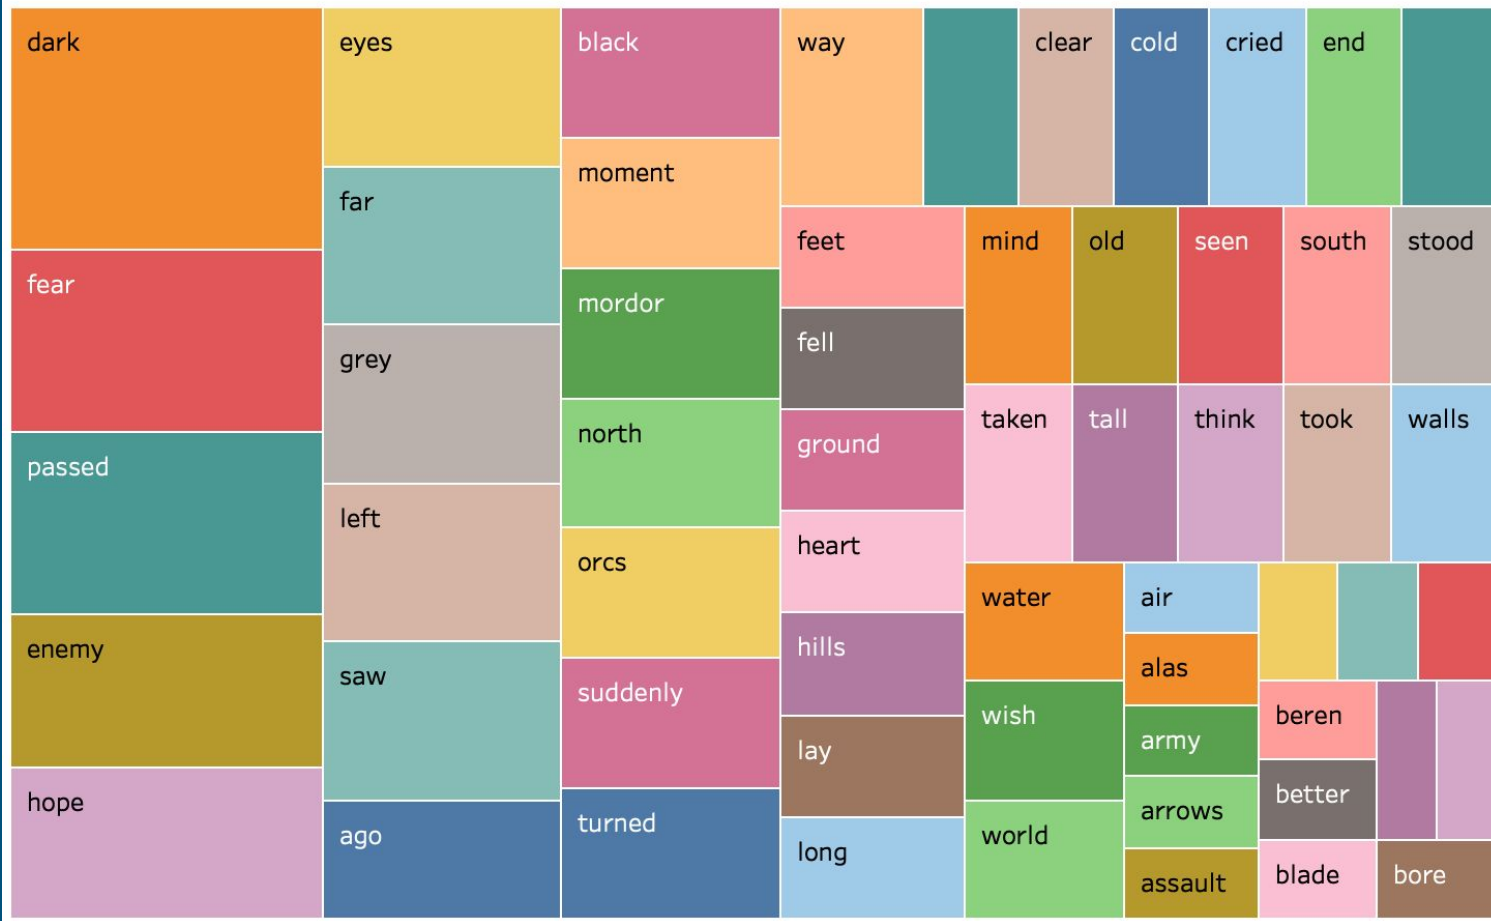 dark
fear
passed
enemy
hope
eyes
far
grey
left
saw
ago
black
moment
mordor
north
orcs
suddenly
turned
way
clear
cold
cried
end
feet
fell
ground
heart
hills
lay
long
mind
old
seen
south
stood
taken
tall
think
took
walls
water
wish
world
air
alas
army
arrows
assault
beren
better
blade
bore